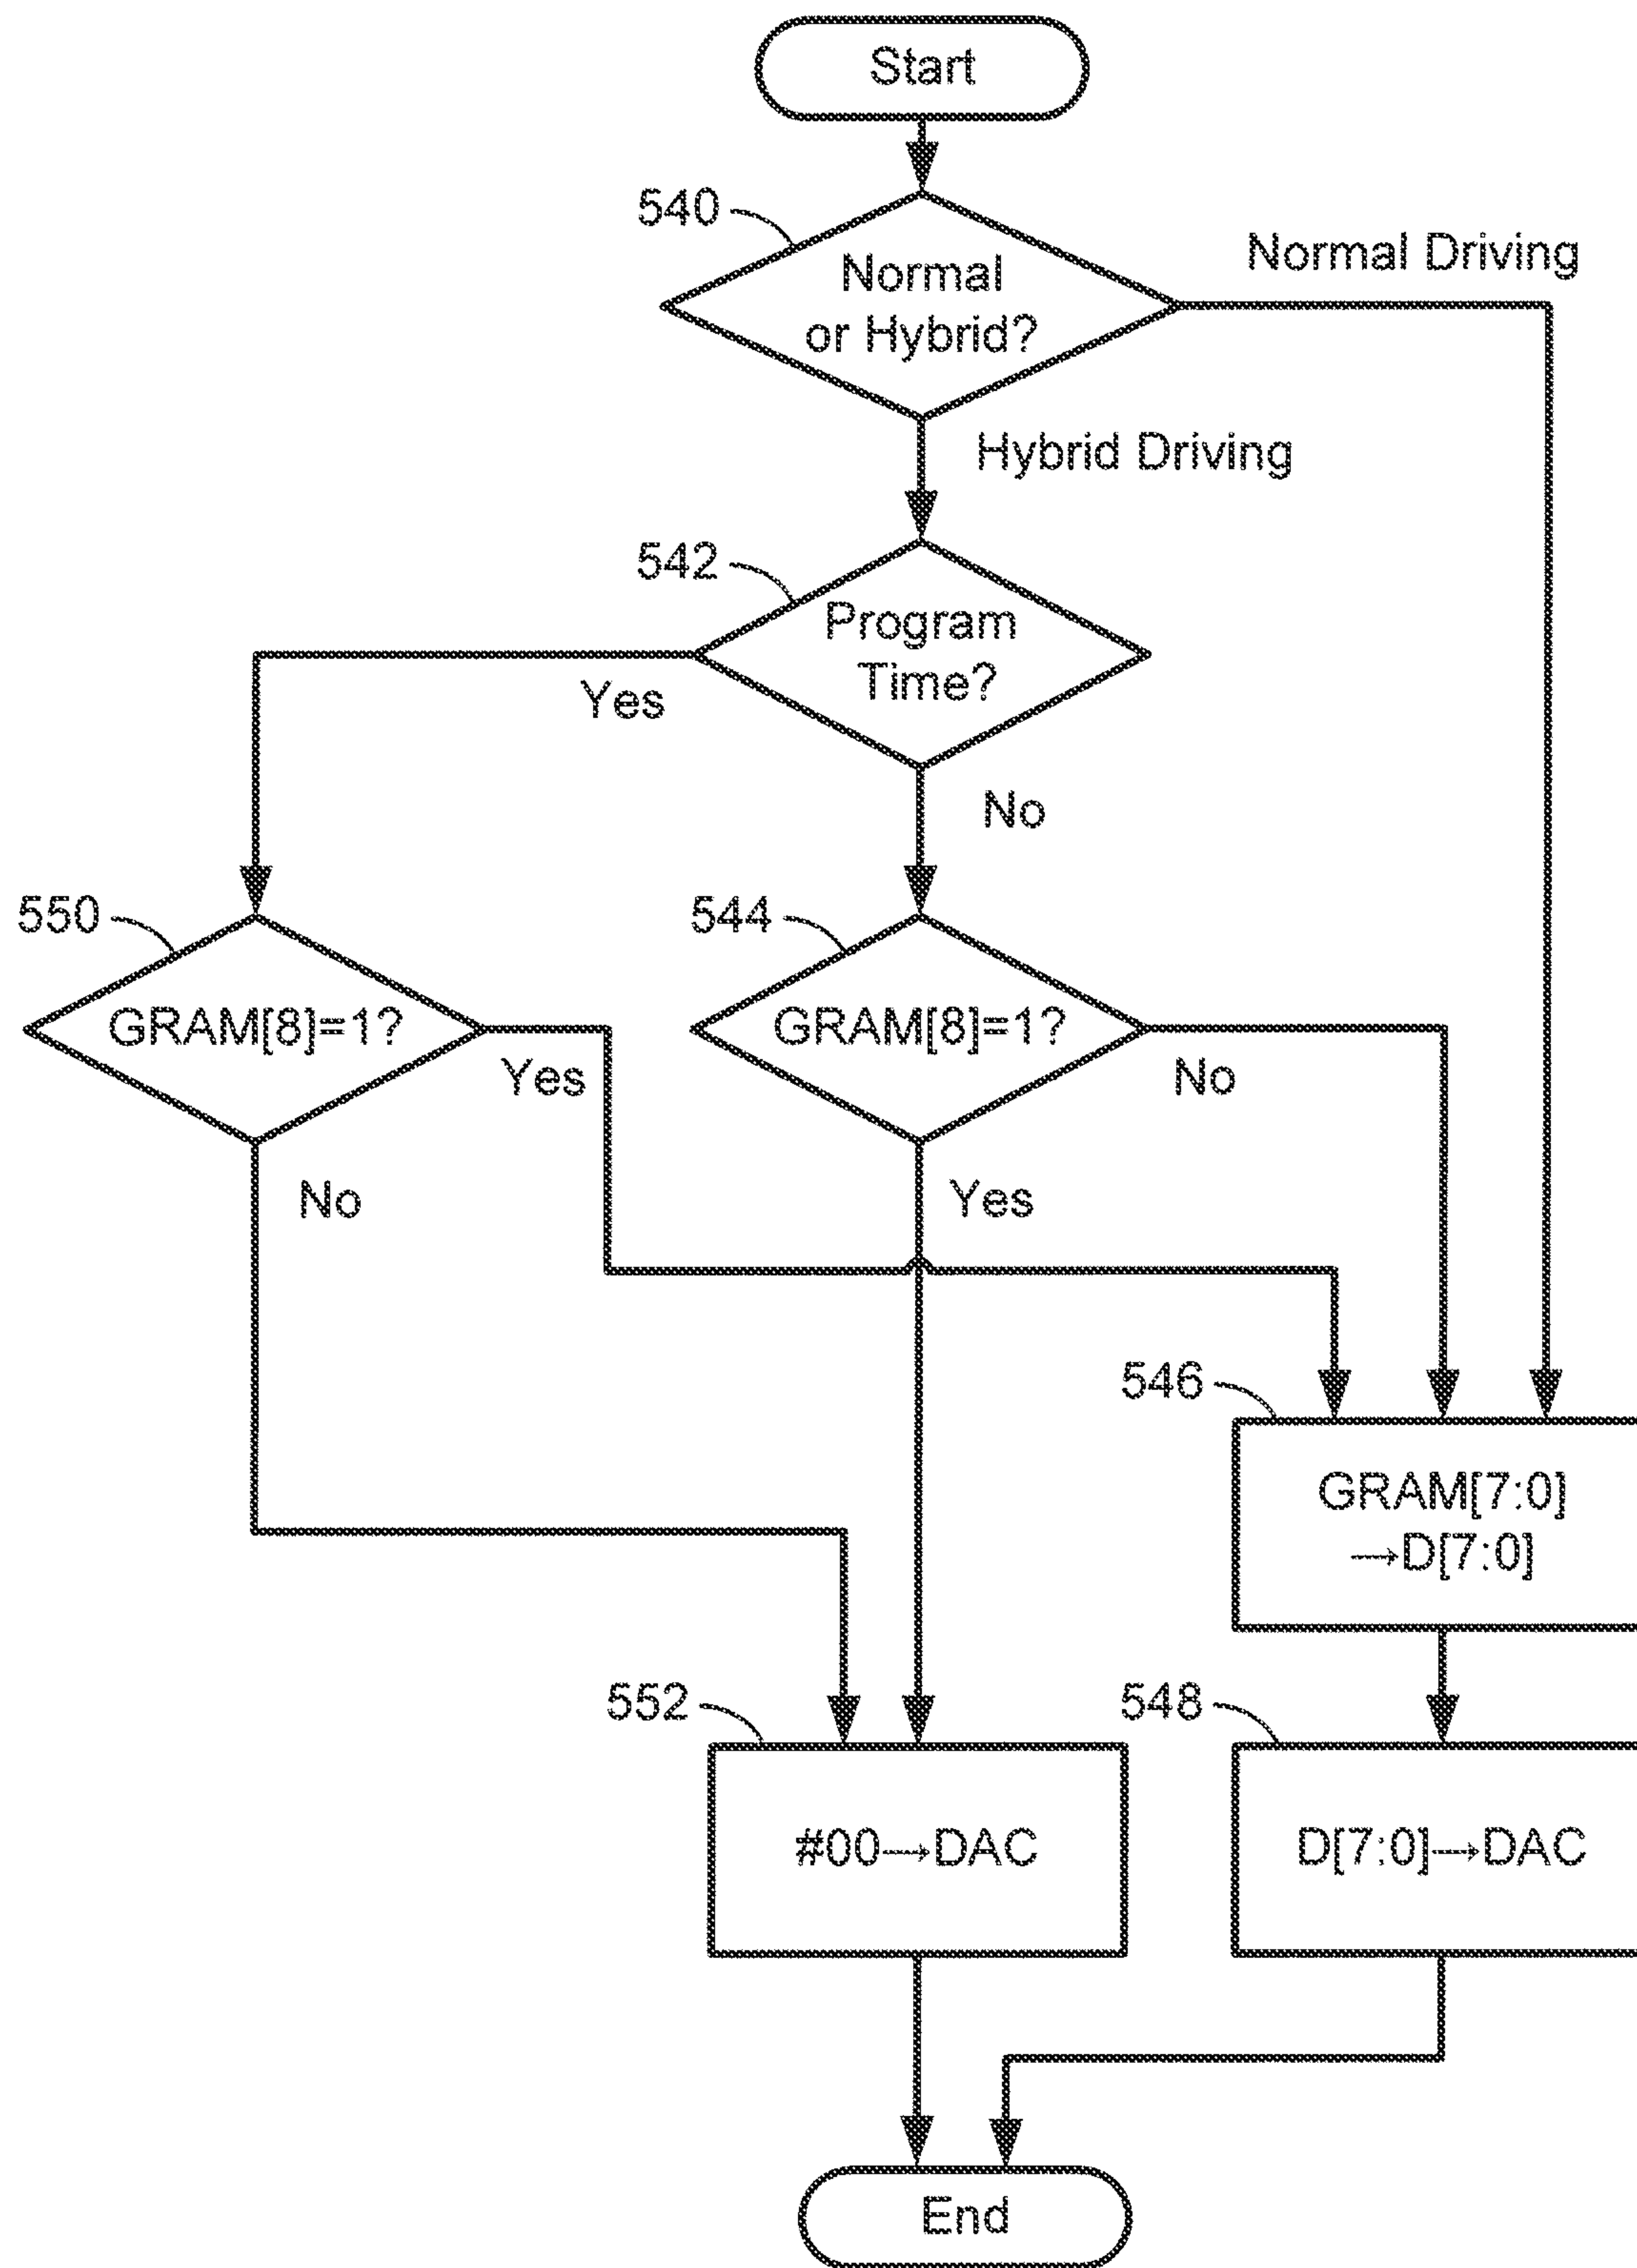 Start
540
Normal
or Hybrid?
Normal Driving
Hybrid Driving
542
Program
Time?
Yes
No
550
GRAM[8]=1?
Yes
No
544
GRAM[8]=1?
No
Yes
546
GRAM[7:0]
→D[7:0]
552
#00→DAC
548
D[7:0]→DAC
End